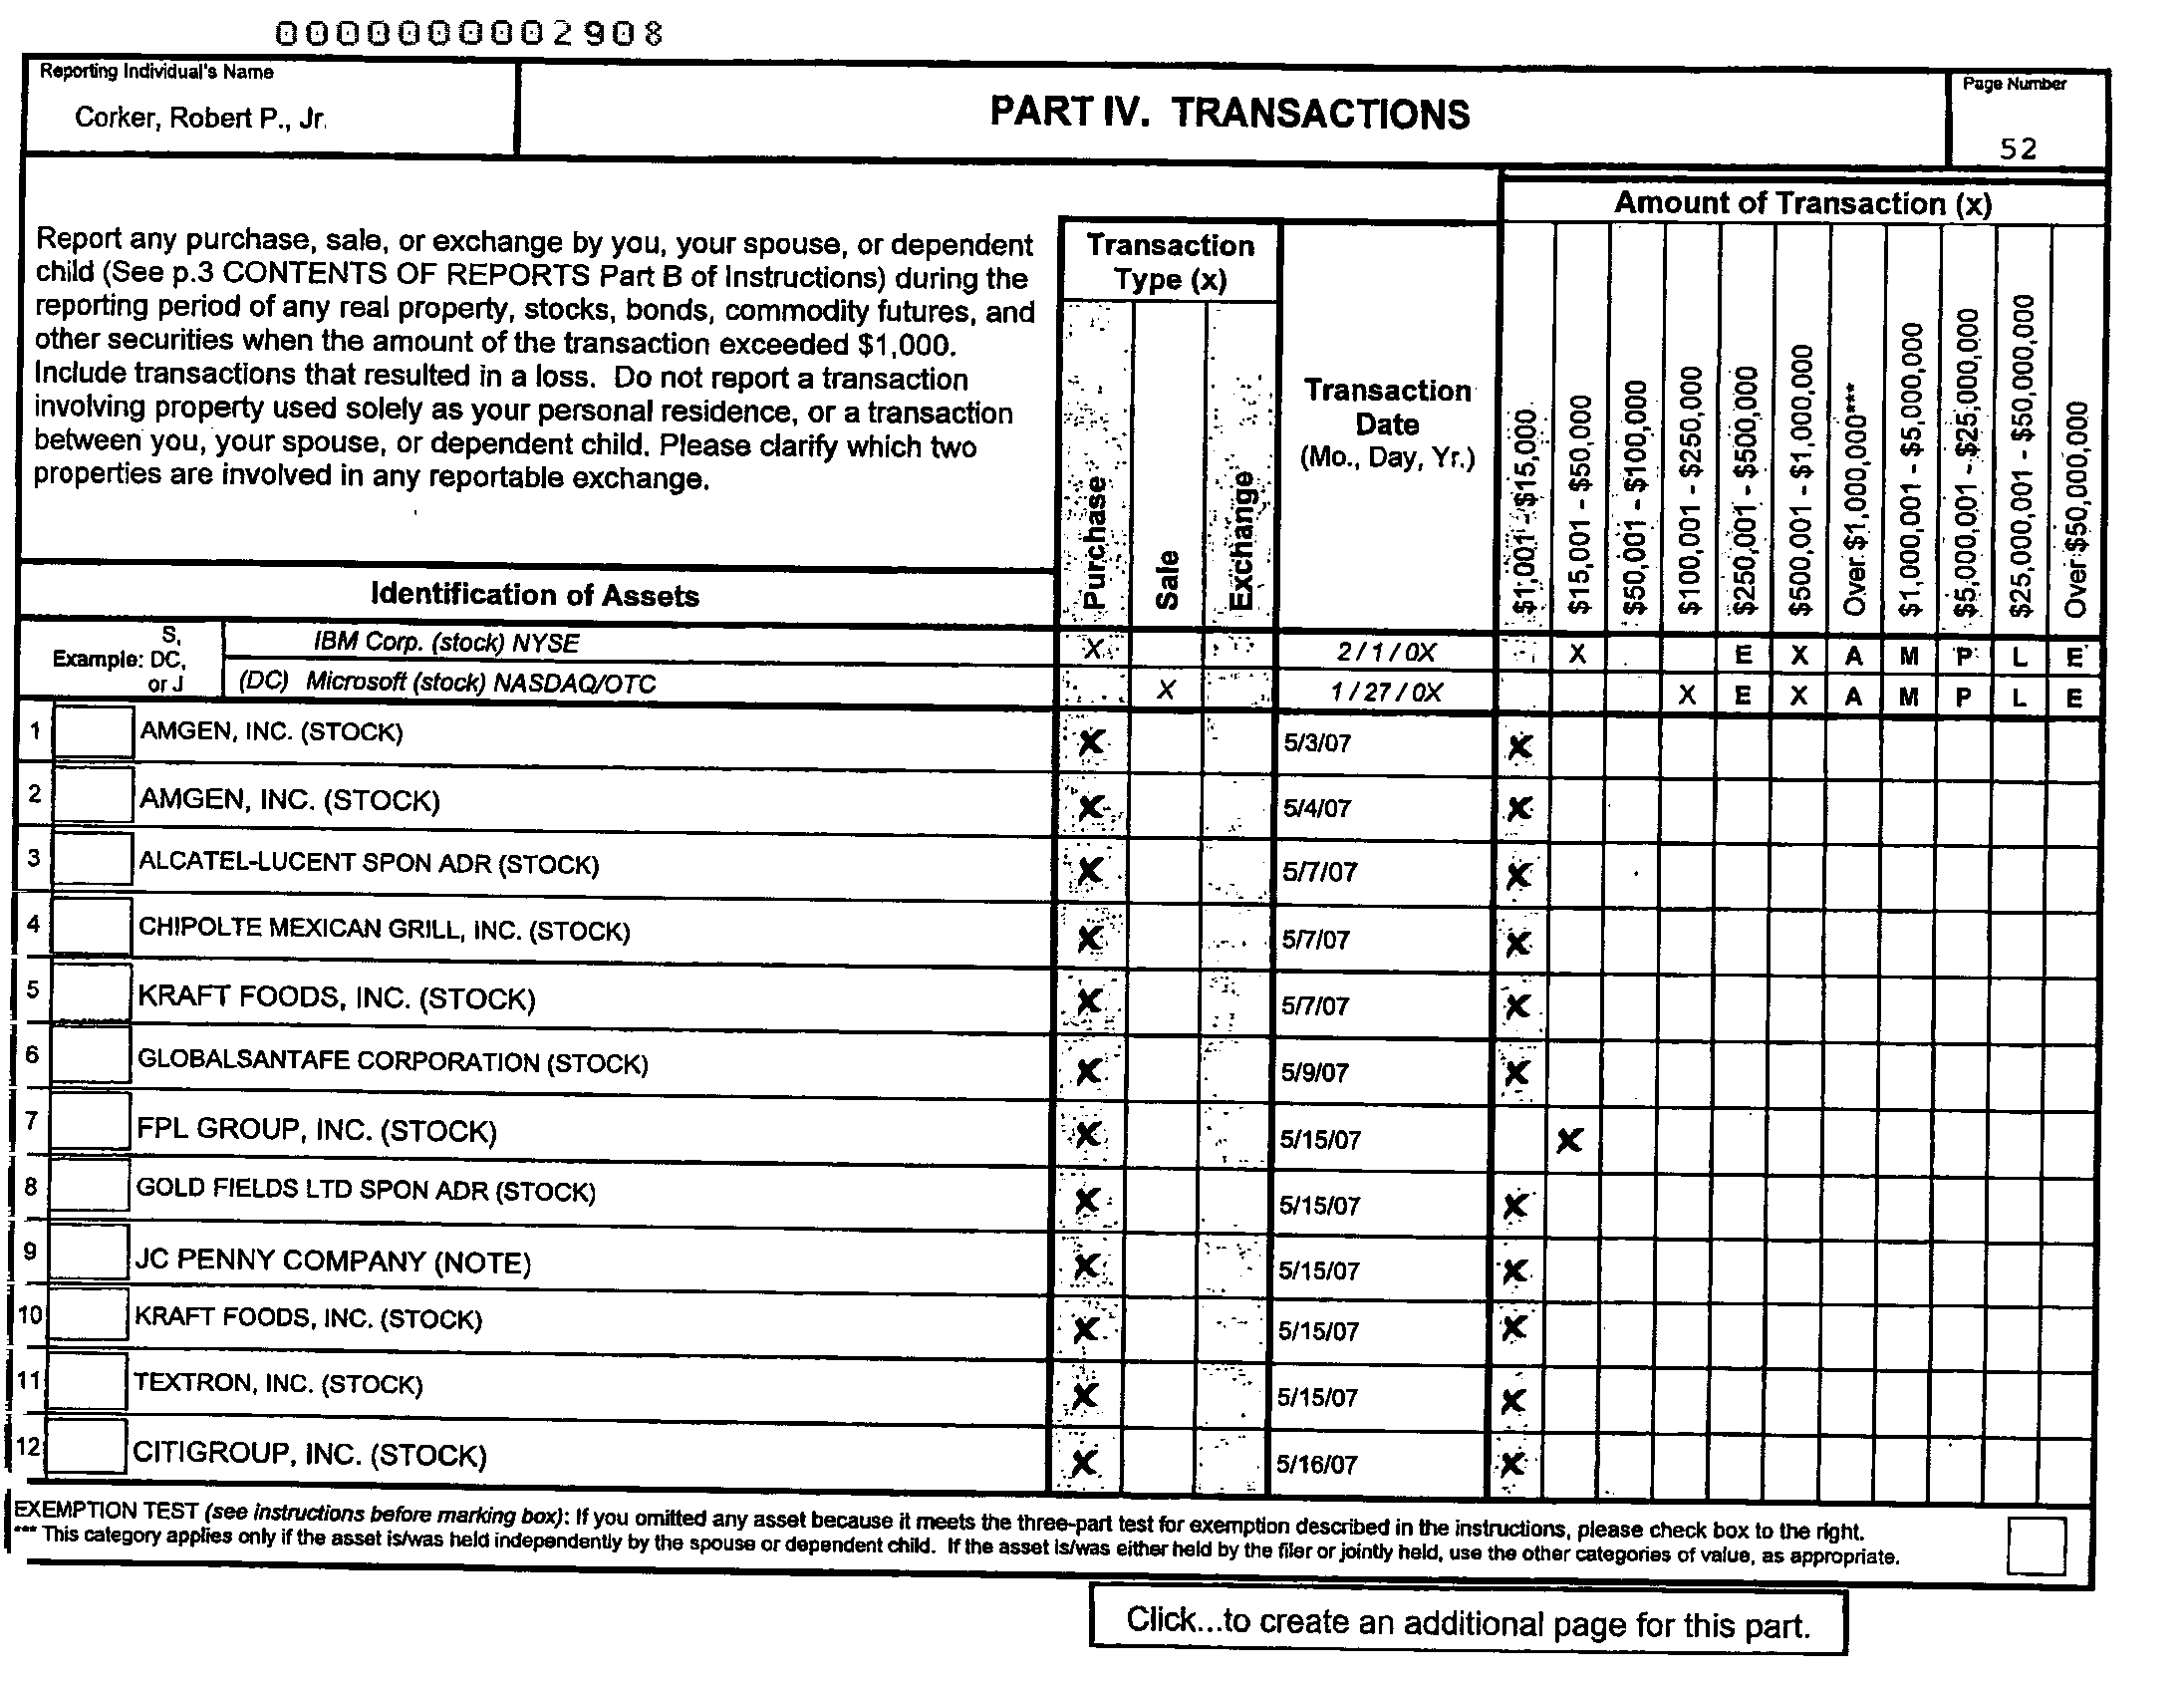 0000000002908
Reporting Individual's Name
Corker, Robert P., Jr.
PART IV. TRANSACTIONS
Page Number
52
Report any purchase, sale, or exchange by you, your spouse, or dependent
child (See p.3 CONTENTS OF REPORTS Part B of Instructions) during the
reporting period of any real property, stocks, bonds, commodity futures, and
other securities when the amount of the transaction exceeded $1,000.
Include transactions that resulted in a loss. Do not report a transaction
involving property used solely as your personal residence, or a transaction
between you, your spouse, or dependent child. Please clarify which two
properties are involved in any reportable exchange.
Transaction
Type (x)
Purchase
Sale
Exchange
Transaction
Date
(Mo., Day, Yr.)
Amount of Transaction (x)
$1,001 - $15,000
$15,001 - $50,000
$50,001 - $100,000
$100,001 - $250,000
$250,001 - $500,000
$500,001 - $1,000,000
Over $1,000,000***
$1,000,001 - $5,000,000
$5,000,001 - $25,000,000
$25,000,001 - $50,000,000
Over $50,000,000
Identification of Assets
Example: S, DC, or J
IBM Corp. (stock) NYSE X 2/1/0X X E X A M P L E
(DC) Microsoft (stock) NASDAQ/OTC X 1/27/0X X E X A M P L E
1 AMGEN, INC. (STOCK) X 5/3/07 X
2 AMGEN, INC. (STOCK) X 5/4/07 X
3 ALCATEL-LUCENT SPON ADR (STOCK) X 5/7/07 X
4 CHIPOLTE MEXICAN GRILL, INC. (STOCK) X 5/7/07 X
5 KRAFT FOODS, INC. (STOCK) X 5/7/07 X
6 GLOBALSANTAFE CORPORATION (STOCK) X 5/9/07 X
7 FPL GROUP, INC. (STOCK) X 5/15/07 X
8 GOLD FIELDS LTD SPON ADR (STOCK) X 5/15/07 X
9 JC PENNY COMPANY (NOTE) X 5/15/07 X
10 KRAFT FOODS, INC. (STOCK) X 5/15/07 X
11 TEXTRON, INC. (STOCK) X 5/15/07 X
12 CITIGROUP, INC. (STOCK) X 5/16/07 X
EXEMPTION TEST (see instructions before marking box): If you omitted any asset because it meets the three-part test for exemption described in the instructions, please check box to the right.
*** This category applies only if the asset is/was held independently by the spouse or dependent child. If the asset is/was either held by the filer or jointly held, use the other categories of value, as appropriate.
Click...to create an additional page for this part.